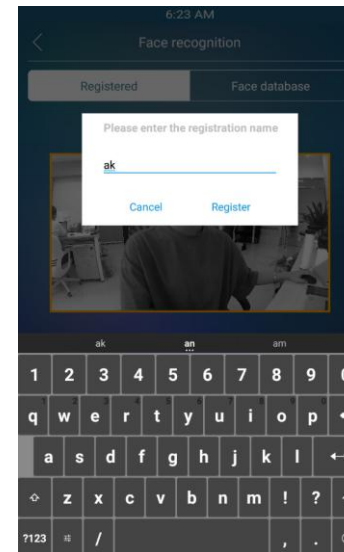 6:23 AM
Face recognition
Registered Face database
Please enter the registration name
ak
Cancel Register
ak an am
1 2 3 4 5 6 7 8 9
q w e r t y u i o p
a s d f g h j k l
z x c v b n m ! ?
?123 / , .